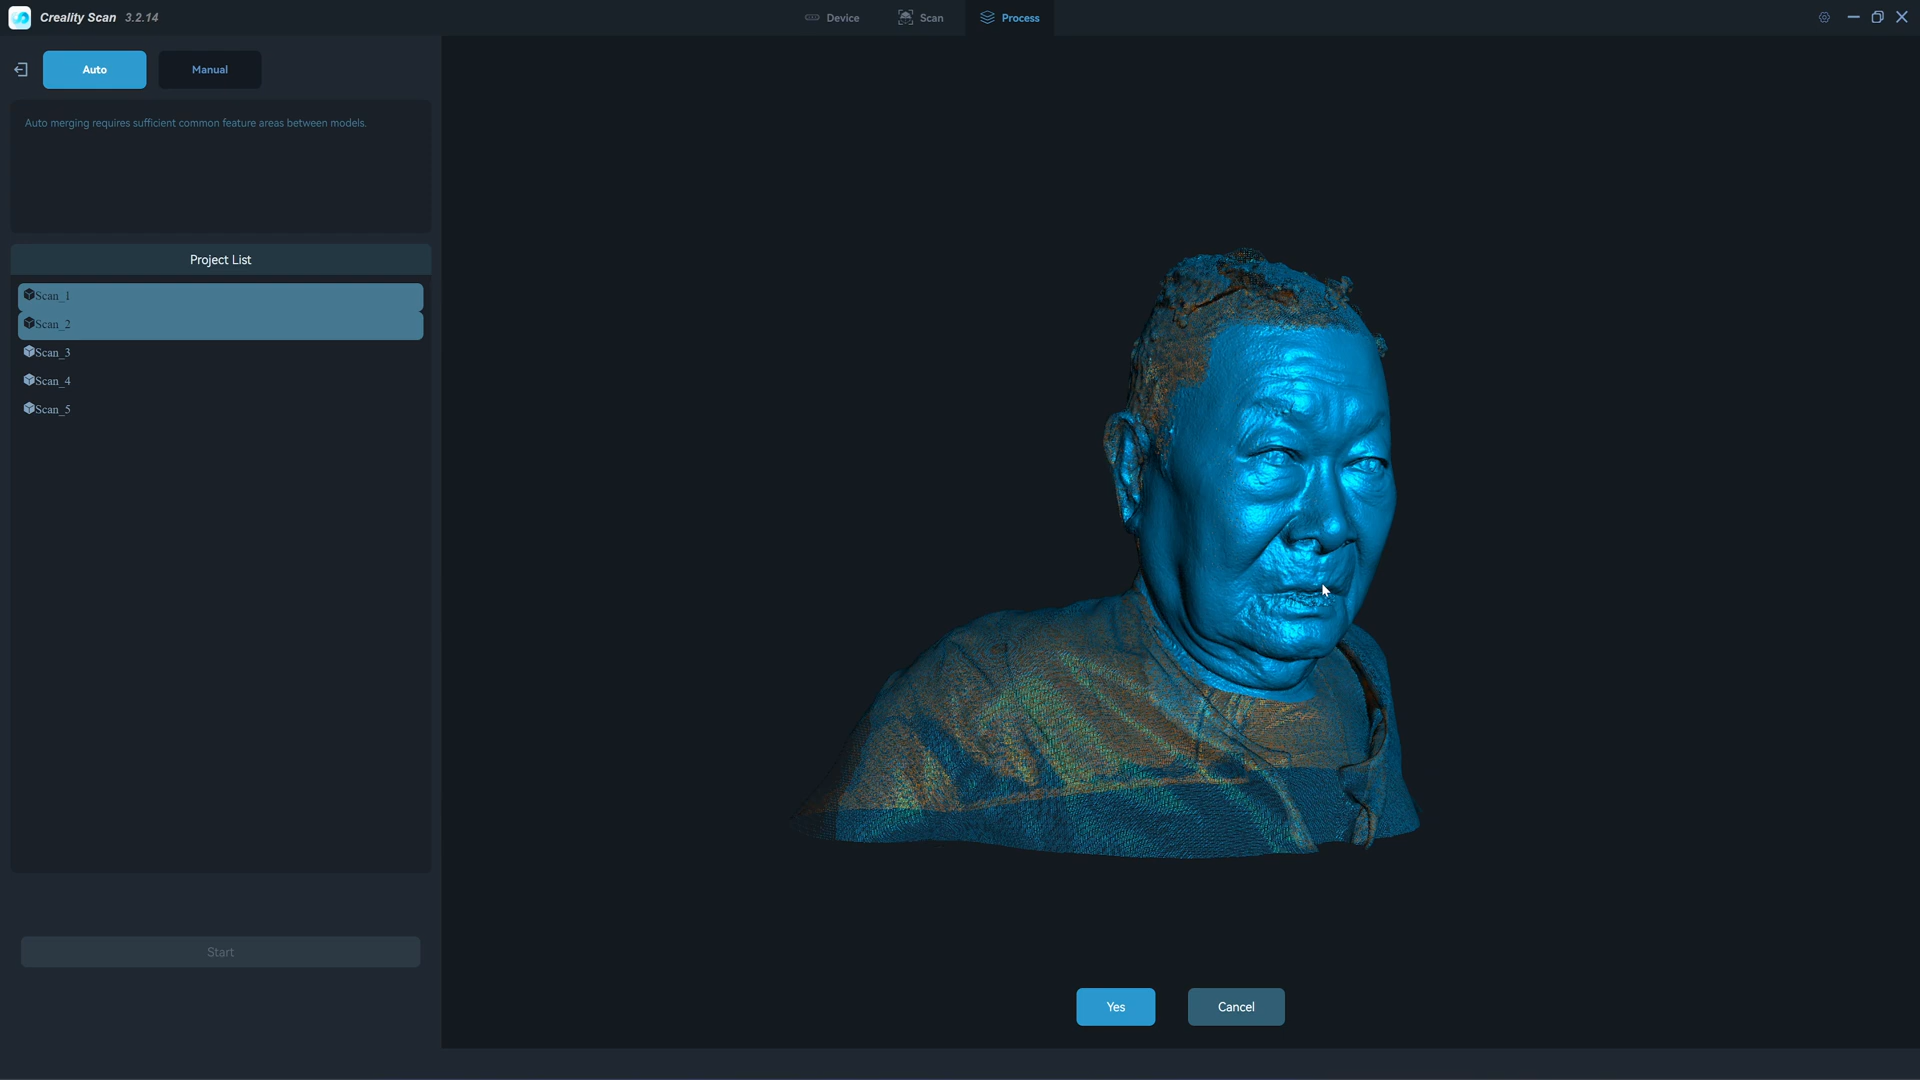 Creality Scan 3.2.14
Device
Scan
Process
Auto
Manual
Auto merging requires sufficient common feature areas between models.
Project List
Scan_1
Scan_2
Scan_3
Scan_4
Scan_5
Start
Yes
Cancel